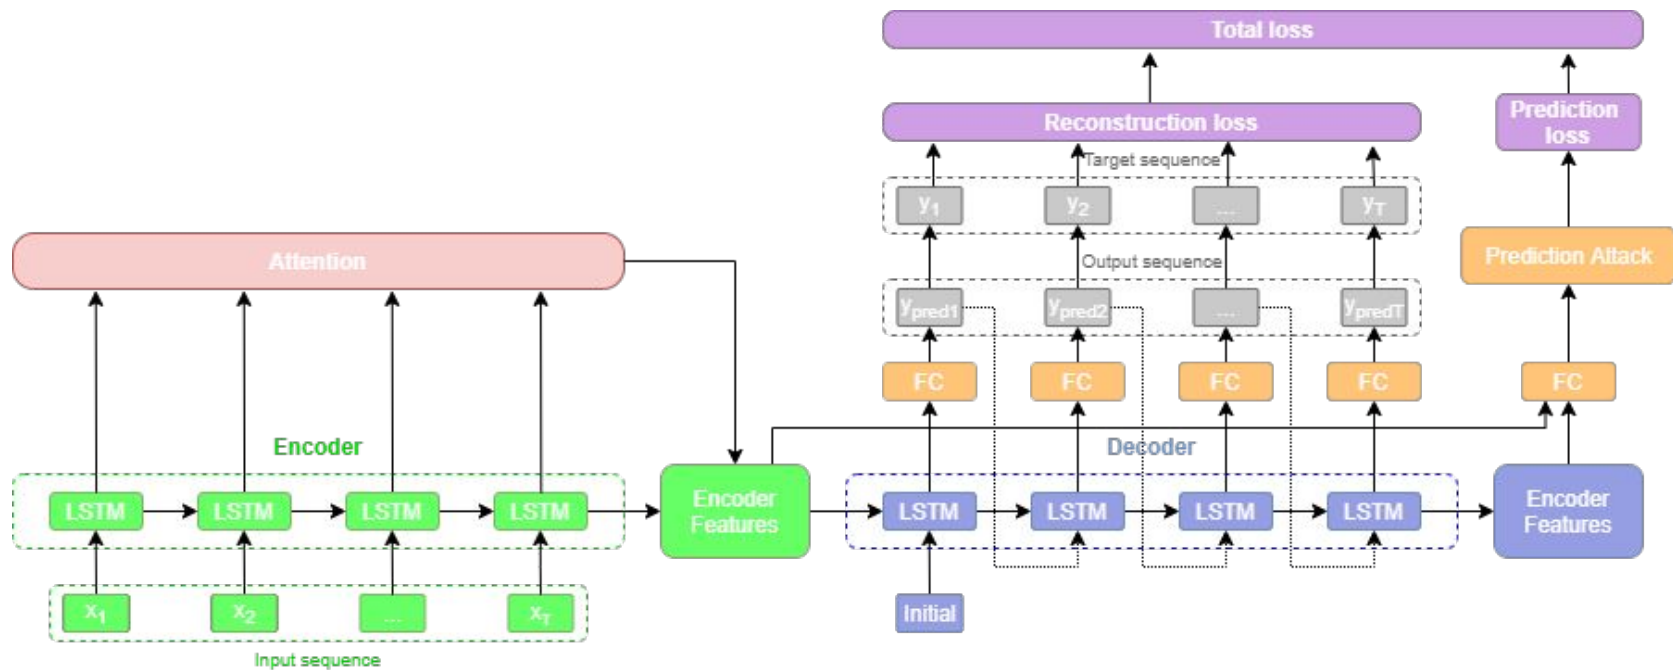 Total loss
Reconstruction loss
Prediction
loss
Target sequence
y1
y2
...
yT
Attention
Prediction Attack
Output sequence
ypred1
ypred2
...
ypredT
FC
FC
FC
FC
FC
Encoder
Decoder
LSTM
LSTM
LSTM
LSTM
Encoder
Features
LSTM
LSTM
LSTM
LSTM
Encoder
Features
x1
x2
...
xT
Initial
Input sequence